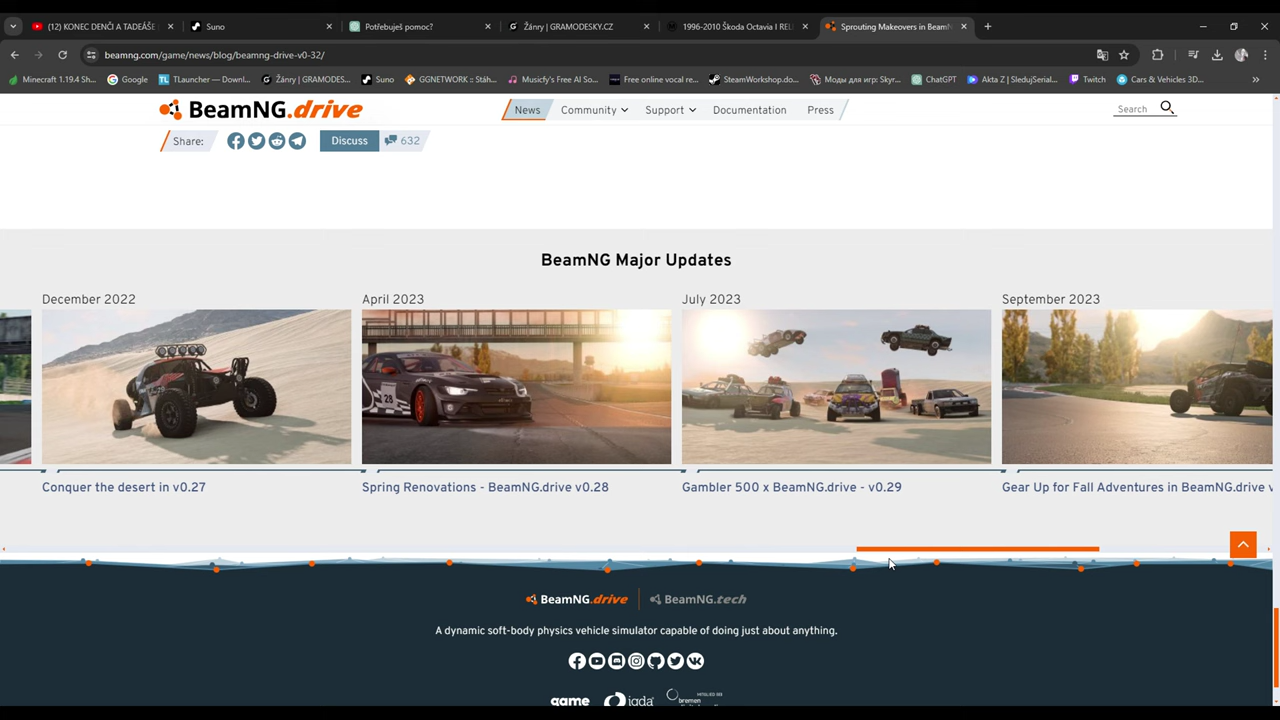 (12) KONEC DENČI A TADEÁŠE
Suno
Potřebuješ pomoc?
Žánry | GRAMODESKY.CZ
1996-2010 Škoda Octavia I REL
Sprouting Makeovers in BeamN
beamng.com/game/news/blog/beamng-drive-v0-32/
Minecraft 1.19.4 Sh...
Google
TLauncher — Downl...
Žánry | GRAMODES...
Suno
GGNETWORK :: Stáh...
Musicfy's Free AI So...
Free online vocal re...
SteamWorkshop.do...
Моды для игр: Skyr...
ChatGPT
Akta Z | SledujSerial...
Twitch
Cars & Vehicles 3D...
BeamNG.drive
News
Community
Support
Documentation
Press
Search
Share:
Discuss
632
BeamNG Major Updates
December 2022
April 2023
July 2023
September 2023
28
Conquer the desert in v0.27
Spring Renovations - BeamNG.drive v0.28
Gambler 500 x BeamNG.drive - v0.29
Gear Up for Fall Adventures in BeamNG.drive v
BeamNG.drive
BeamNG.tech
A dynamic soft-body physics vehicle simulator capable of doing just about anything.
game
igda
bremen